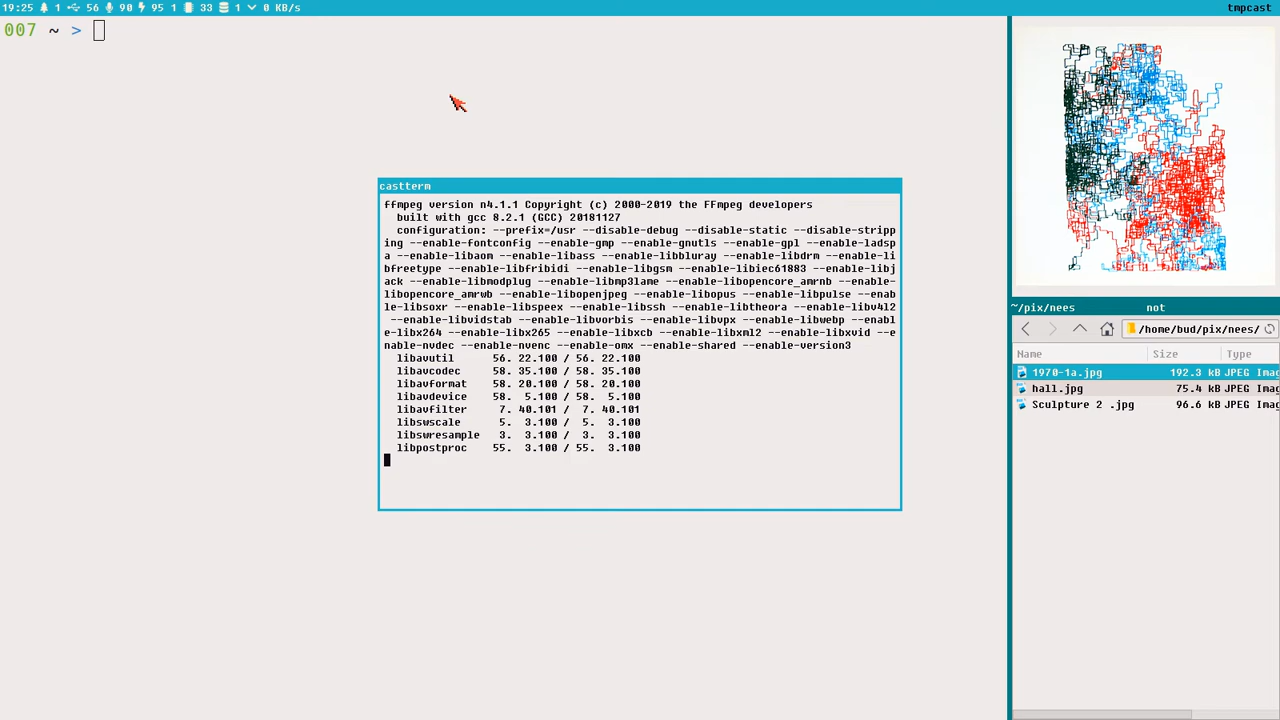 19:25 1 56 90 95 1 33 1 0 KB/s
tmpcast
007 ~ >
castterm
ffmpeg version n4.1.1 Copyright (c) 2000-2019 the FFmpeg developers
built with gcc 8.2.1 (GCC) 20181127
configuration: --prefix=/usr --disable-debug --disable-static --disable-stripp
ing --enable-fontconfig --enable-gmp --enable-gnutls --enable-gpl --enable-ladsp
a --enable-libaom --enable-libass --enable-libbluray --enable-libdrm --enable-li
bfreetype --enable-libfribidi --enable-libgsm --enable-libiec61883 --enable-libj
ack --enable-libmodplug --enable-libmp3lame --enable-libopencore_amrnb --enable-
libopencore_amrwb --enable-libopenjpeg --enable-libopus --enable-libpulse --enab
le-libsoxr --enable-libspeex --enable-libssh --enable-libtheora --enable-libv4l2
--enable-libvidstab --enable-libvorbis --enable-libvpx --enable-libwebp --enabl
e-libx264 --enable-libx265 --enable-libxcb --enable-libxml2 --enable-libxvid --e
nable-nvdec --enable-nvenc --enable-omx --enable-shared --enable-version3
libavutil 56. 22.100 / 56. 22.100
libavcodec 58. 35.100 / 58. 35.100
libavformat 58. 20.100 / 58. 20.100
libavdevice 58. 5.100 / 58. 5.100
libavfilter 7. 40.101 / 7. 40.101
libswscale 5. 3.100 / 5. 3.100
libswresample 3. 3.100 / 3. 3.100
libpostproc 55. 3.100 / 55. 3.100
~/pix/nees not
/home/bud/pix/nees/
Name Size Type
1970-1a.jpg 192.3 kB JPEG Imag
hall.jpg 75.4 kB JPEG Imag
Sculpture 2 .jpg 96.6 kB JPEG Imag